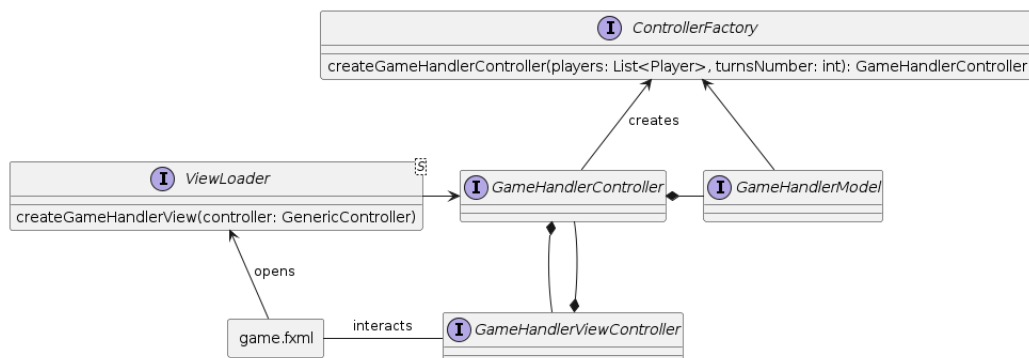 I ControllerFactory
createGameHandlerController(players: List<Player>, turnsNumber: int): GameHandlerController
creates
I ViewLoader S
createGameHandlerView(controller: GenericController)
I GameHandlerController
I GameHandlerModel
opens
game.fxml
interacts
I GameHandlerViewController